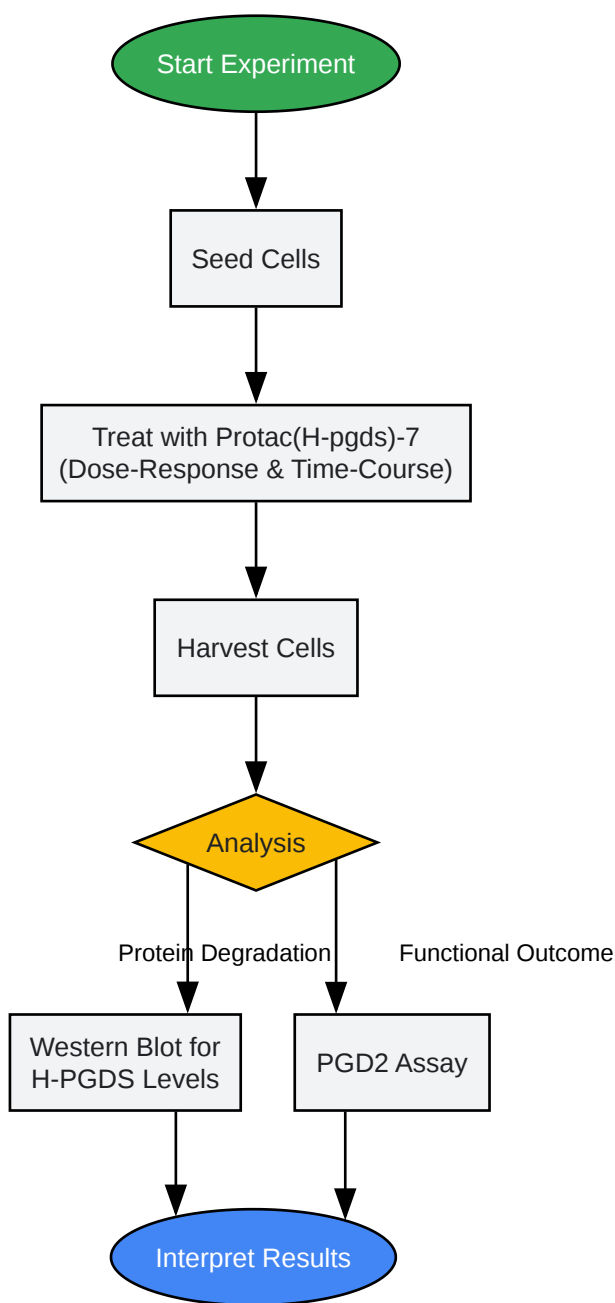 Start Experiment
Seed Cells
Treat with Protac(H-pgds)-7
(Dose-Response & Time-Course)
Harvest Cells
Analysis
Protein Degradation
Functional Outcome
Western Blot for
H-PGDS Levels
PGD2 Assay
Interpret Results